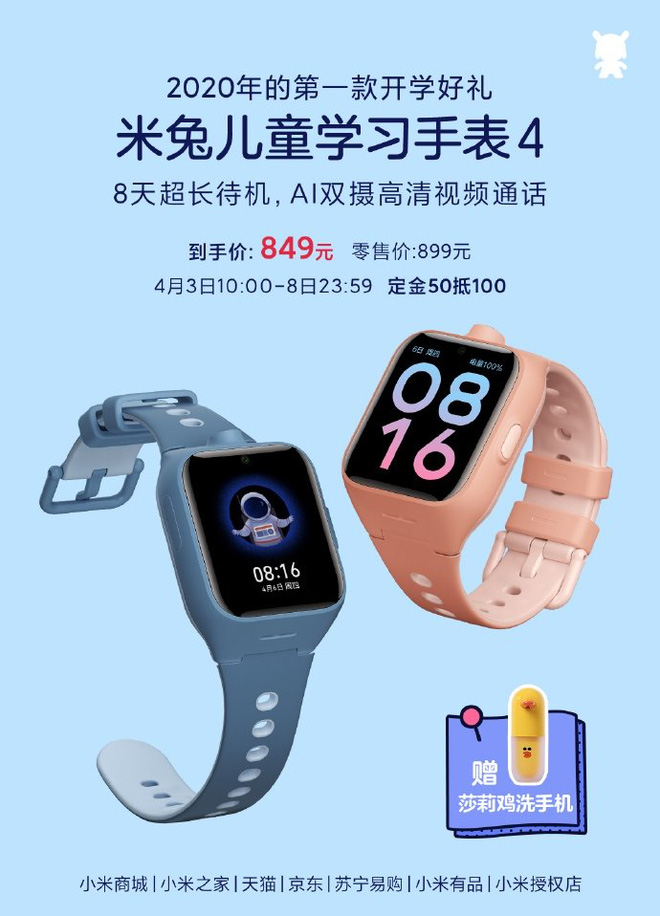 2020年的第一款开学好礼
米兔儿童学习手表4
8天超长待机, AI双摄高清视频通话
到手价: 849元 零售价:899元
4月3日10:00-8日23:59 定金50抵100
6日 周四 电量100%
08
16
08:16
4月6日 周四
赠
莎莉鸡洗手机
小米商城|小米之家|天猫|京东|苏宁易购|小米有品|小米授权店